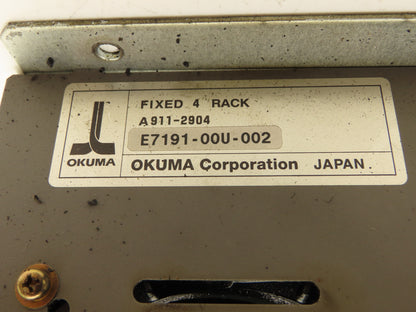 FIXED 4 RACK
A911-2904
E7191-00U-002
OKUMA
OKUMA Corporation JAPAN.